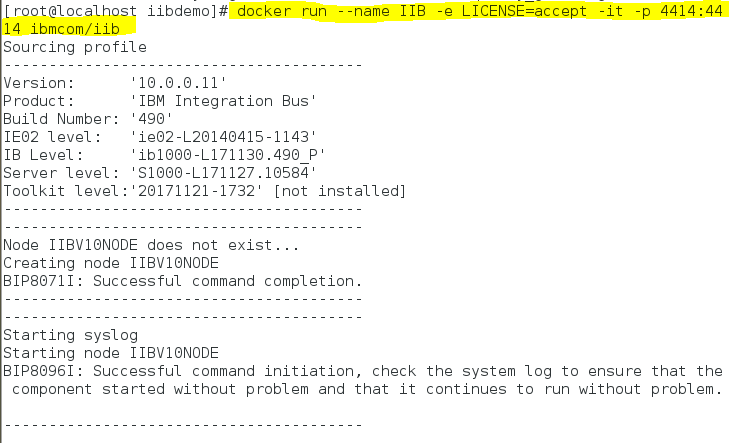 [root@localhost iibdemo]# docker run --name IIB -e LICENSE=accept -it -p 4414:44
14 ibmcom/iib
Sourcing profile
----------------------------------------
Version:      '10.0.0.11'
Product:      'IBM Integration Bus'
Build Number: '490'
IE02 level:   'ie02-L20140415-1143'
IB Level:     'ib1000-L171130.490_P'
Server level: 'S1000-L171127.10584'
Toolkit level:'20171121-1732' [not installed]
----------------------------------------
----------------------------------------
Node IIBV10NODE does not exist...
Creating node IIBV10NODE
BIP8071I: Successful command completion.
----------------------------------------
----------------------------------------
Starting syslog
Starting node IIBV10NODE
BIP8096I: Successful command initiation, check the system log to ensure that the
 component started without problem and that it continues to run without problem.

----------------------------------------